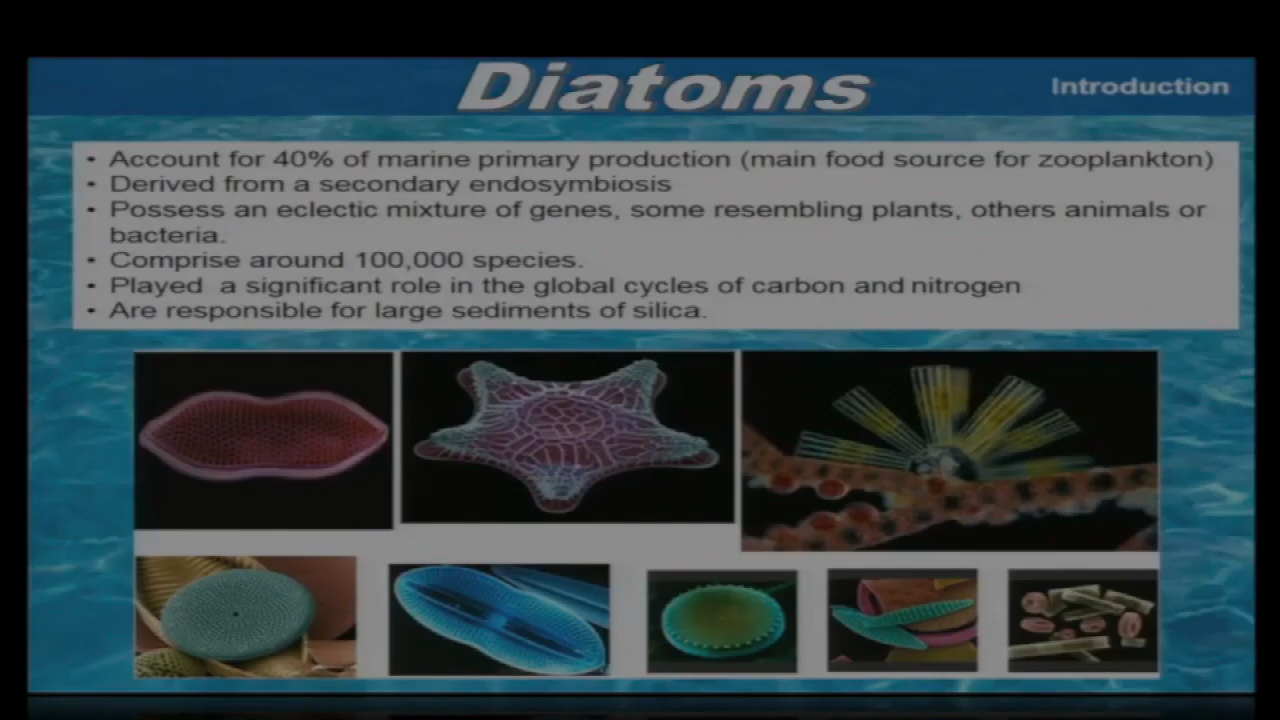 Diatoms
Introduction
• Account for 40% of marine primary production (main food source for zooplankton)
• Derived from a secondary endosymbiosis
• Possess an eclectic mixture of genes, some resembling plants, others animals or
bacteria.
• Comprise around 100,000 species.
• Played a significant role in the global cycles of carbon and nitrogen
• Are responsible for large sediments of silica.